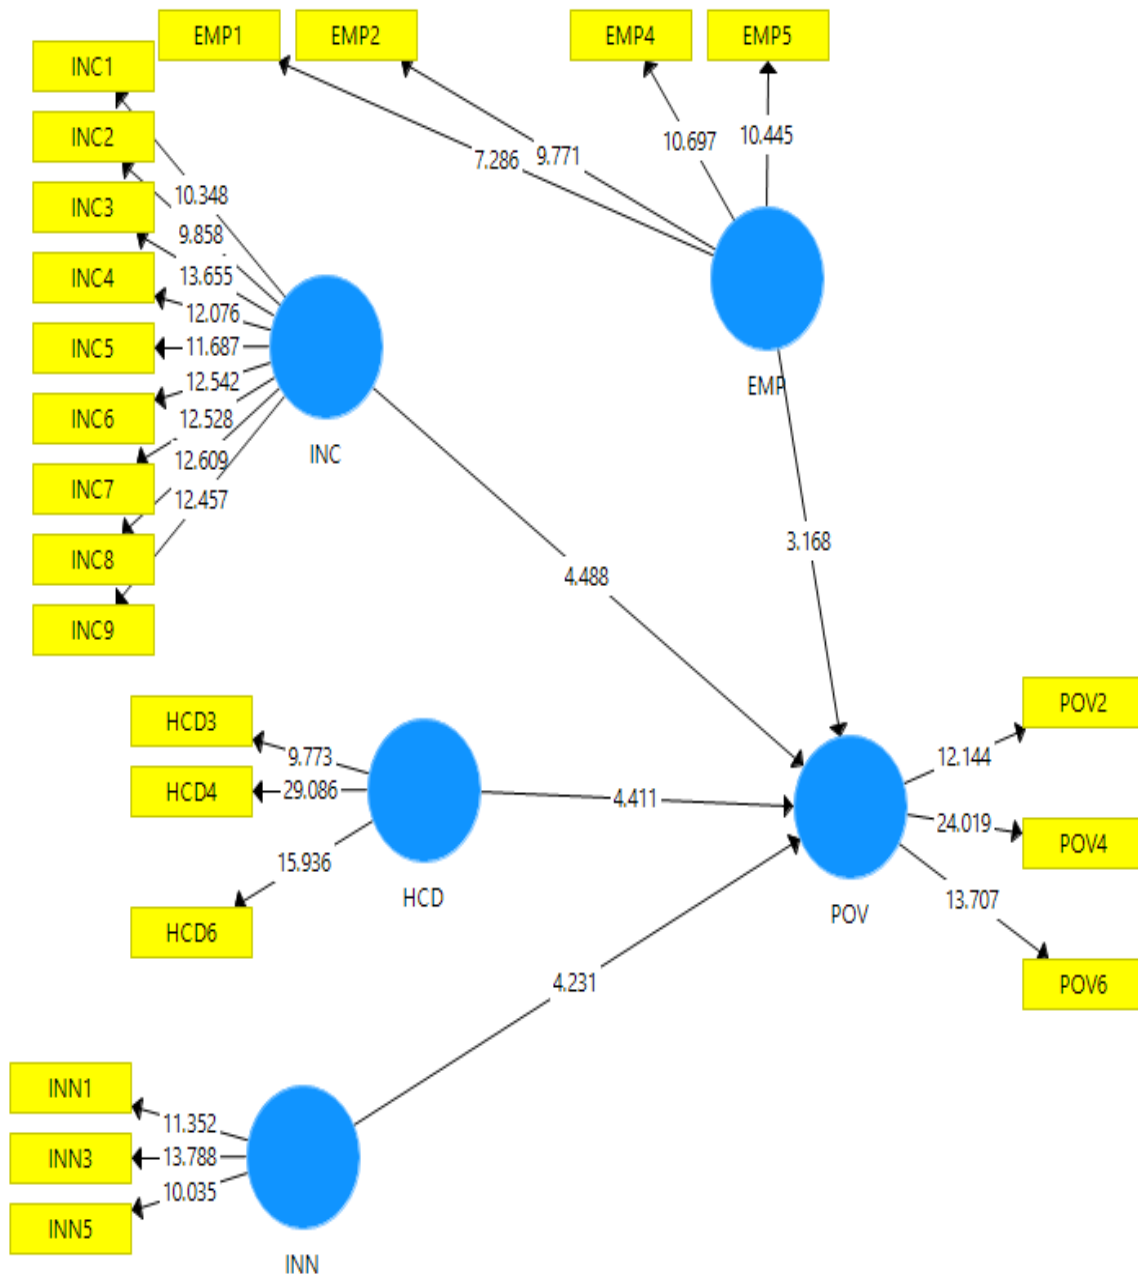 EMP1
EMP2
EMP4
EMP5
INC1
INC2
INC3
INC4
INC5
INC6
INC7
INC8
INC9
10.348
9.858
13.655
12.076
11.687
12.542
12.528
12.609
12.457
INC
7.286
9.771
10.697
10.445
EMP
4.488
3.168
HCD3
HCD4
HCD6
9.773
29.086
15.936
HCD
4.411
POV
12.144
24.019
13.707
POV2
POV4
POV6
4.231
INN1
INN3
INN5
11.352
13.788
10.035
INN